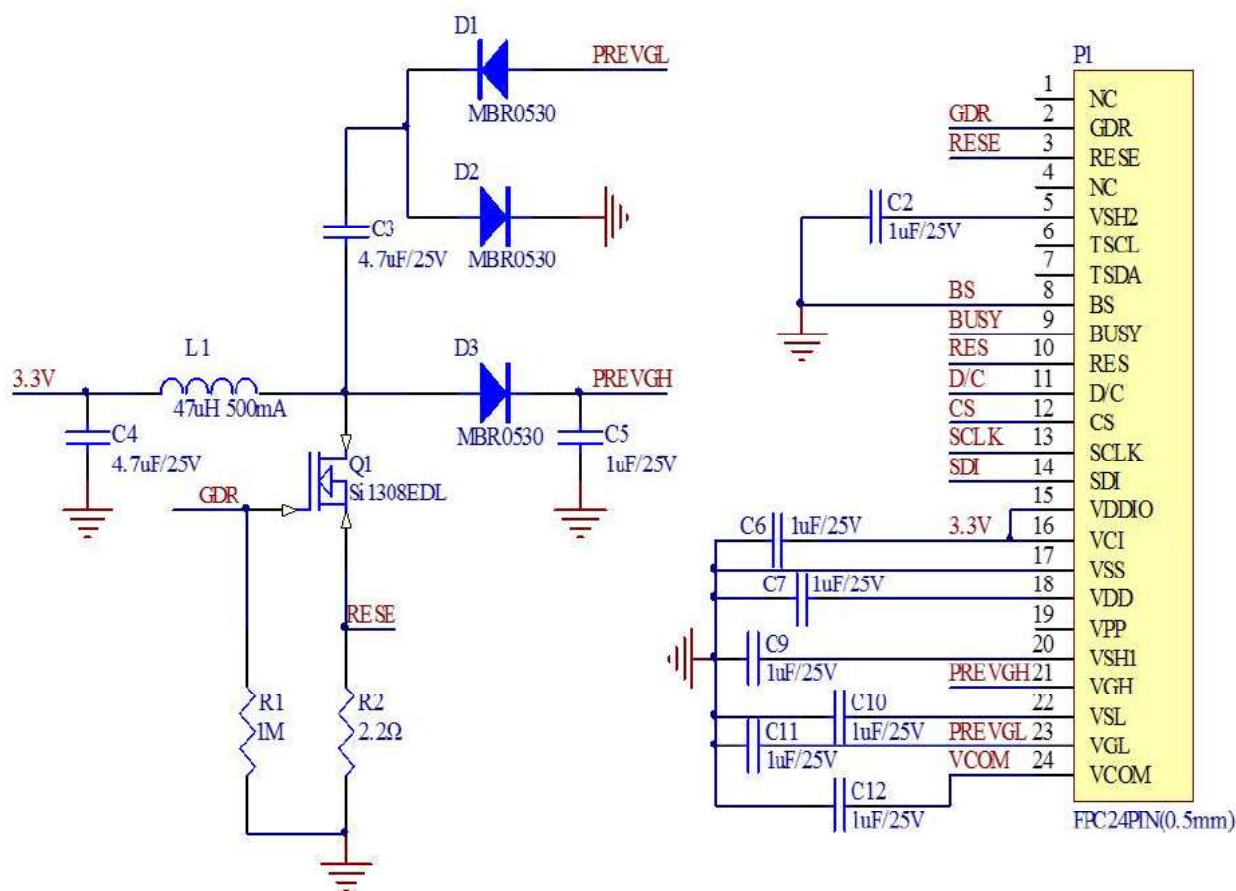 D1
PREVGL
MBR0530
D2
MBR0530
C3
4.7uF/25V
L1
3.3V
47uH 500mA
C4
4.7uF/25V
D3
PREVGH
MBR0530
C5
1uF/25V
Q1
Si1308EDL
GDR
RESE
R1
1M
R2
2.2Ω
P1
1 NC
GDR 2 GDR
RESE 3 RESE
4 NC
C2
1uF/25V
5 VSH2
6 TSCL
7 TSDA
BS 8 BS
BUSY 9 BUSY
RES 10 RES
D/C 11 D/C
CS 12 CS
SCLK 13 SCLK
SDI 14 SDI
15 VDDIO
C6 1uF/25V 3.3V 16 VCI
17 VSS
C7 1uF/25V 18 VDD
19 VPP
C9
1uF/25V
20 VSH1
PREVGH 21 VGH
C10
1uF/25V
22 VSL
C11
1uF/25V
PREVGL 23 VGL
VCOM 24 VCOM
C12
1uF/25V
FPC24PIN(0.5mm)